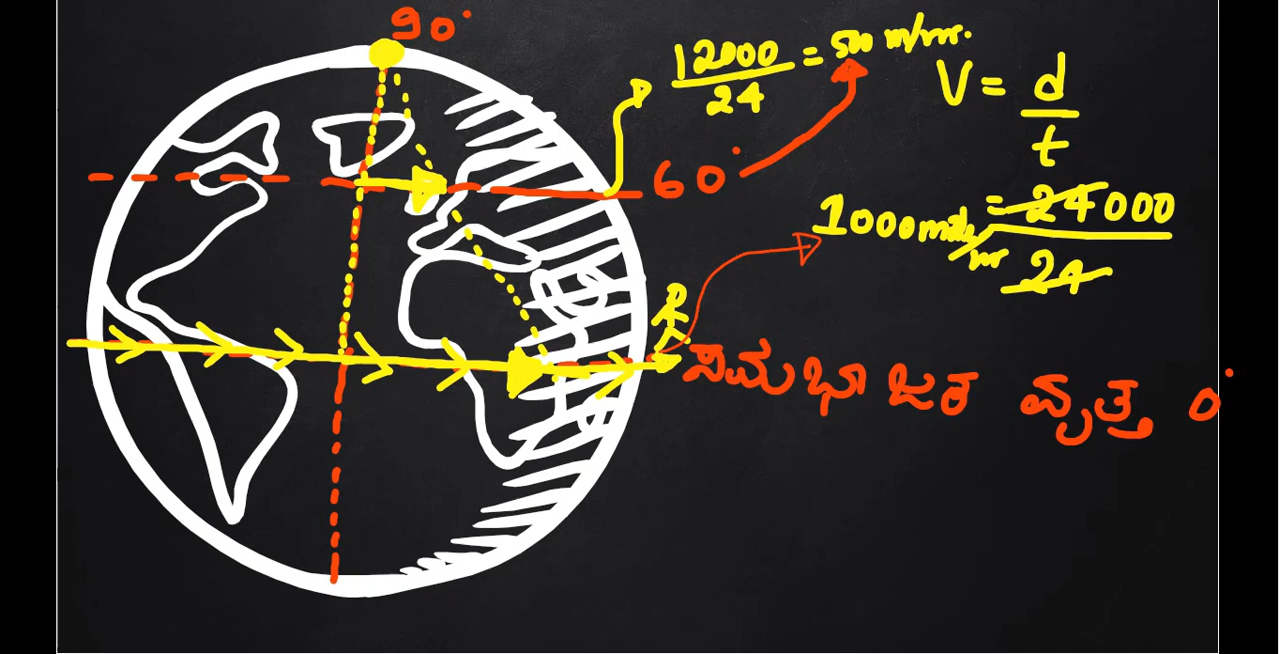 90°
12000/24 = 500 m/hr.
V = d/t
60°
1000 mile/hr = 24000/24
ಸಮಭಾಜಕ ವೃತ್ತ 0°